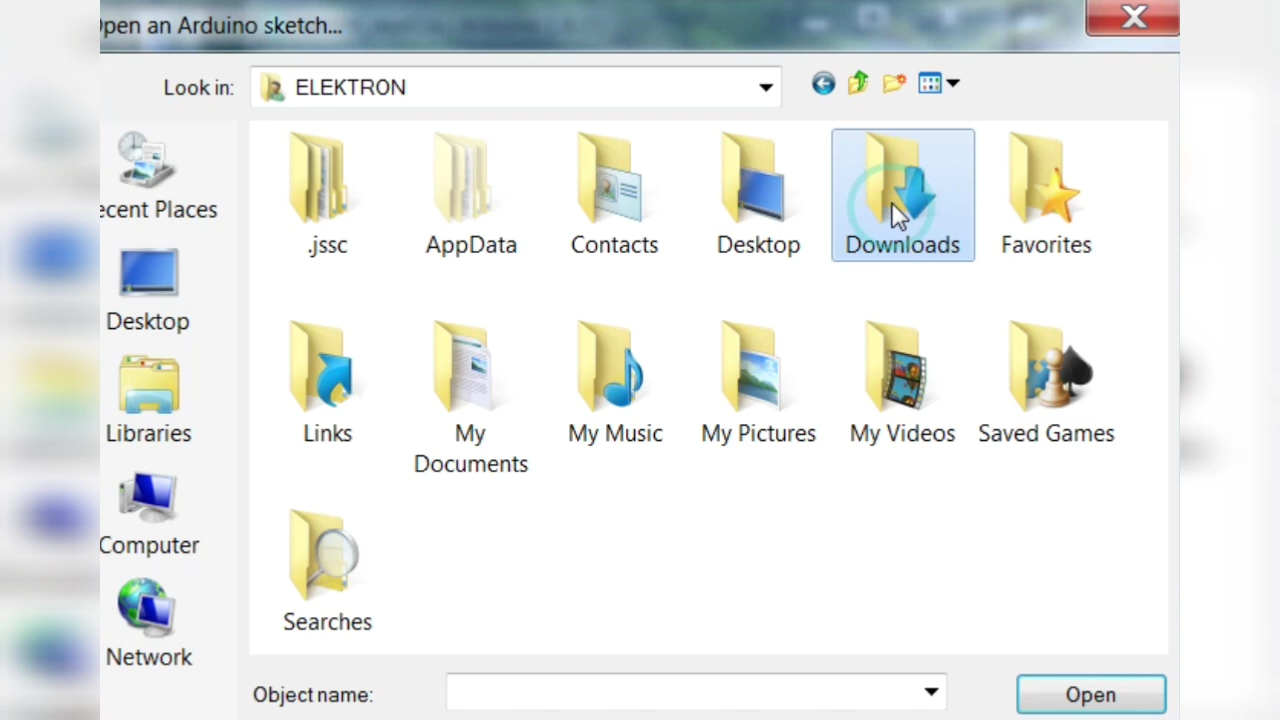 pen an Arduino sketch...
Look in:
ELEKTRON
ecent Places
Desktop
Libraries
Computer
Network
.jssc
AppData
Contacts
Desktop
Downloads
Favorites
Links
My
Documents
My Music
My Pictures
My Videos
Saved Games
Searches
Object name:
Open